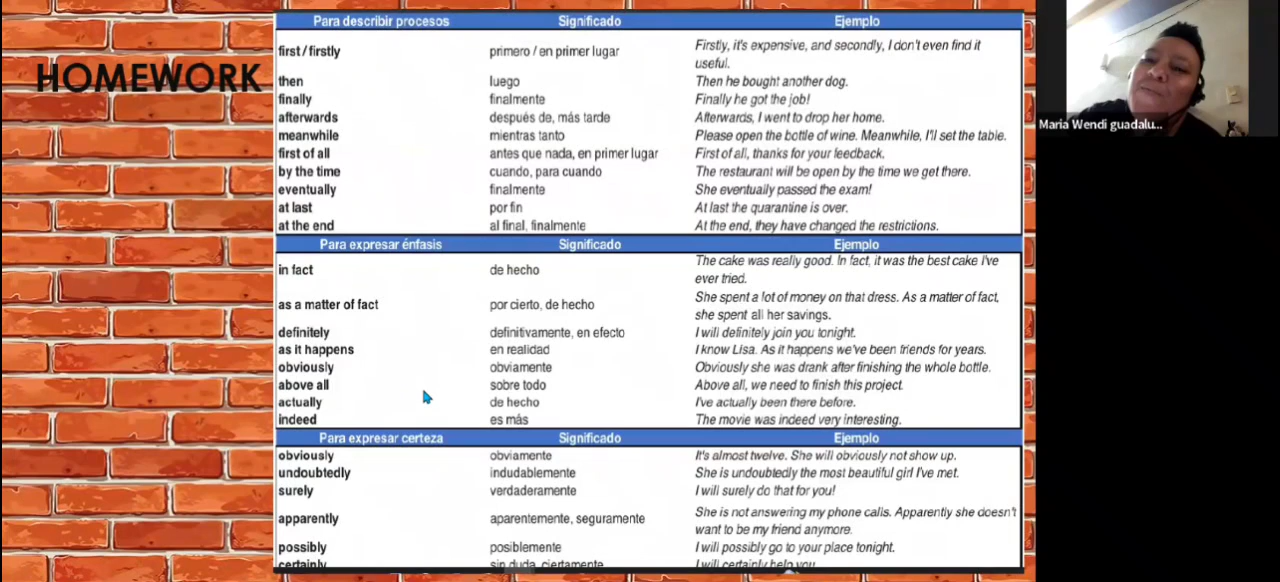 HOMEWORK
Para describir procesos Significado Ejemplo
first / firstly primero / en primer lugar Firstly, it's expensive, and secondly, I don't even find it
useful.
then luego Then he bought another dog.
finally finalmente Finally he got the job!
afterwards después de, más tarde Afterwards, I went to drop her home.
meanwhile mientras tanto Please open the bottle of wine. Meanwhile, I'll set the table.
first of all antes que nada, en primer lugar First of all, thanks for your feedback.
by the time cuando, para cuando The restaurant will be open by the time we get there.
eventually finalmente She eventually passed the exam!
at last por fin At last the quarantine is over.
at the end al final, finalmente At the end, they have changed the restrictions.
Para expresar énfasis Significado Ejemplo
in fact de hecho The cake was really good. In fact, it was the best cake I've
ever tried.
as a matter of fact por cierto, de hecho She spent a lot of money on that dress. As a matter of fact,
she spent all her savings.
definitely definitivamente, en efecto I will definitely join you tonight.
as it happens en realidad I know Lisa. As it happens we've been friends for years.
obviously obviamente Obviously she was drank after finishing the whole bottle.
above all sobre todo Above all, we need to finish this project.
actually de hecho I've actually been there before.
indeed es más The movie was indeed very interesting.
Para expresar certeza Significado Ejemplo
obviously obviamente It's almost twelve. She will obviously not show up.
undoubtedly indudablemente She is undoubtedly the most beautiful girl I've met.
surely verdaderamente I will surely do that for you!
apparently aparentemente, seguramente She is not answering my phone calls. Apparently she doesn't
want to be my friend anymore.
possibly posiblemente I will possibly go to your place tonight.
certainly sin duda, ciertamente I will certainly help you
Maria Wendi guadalu...